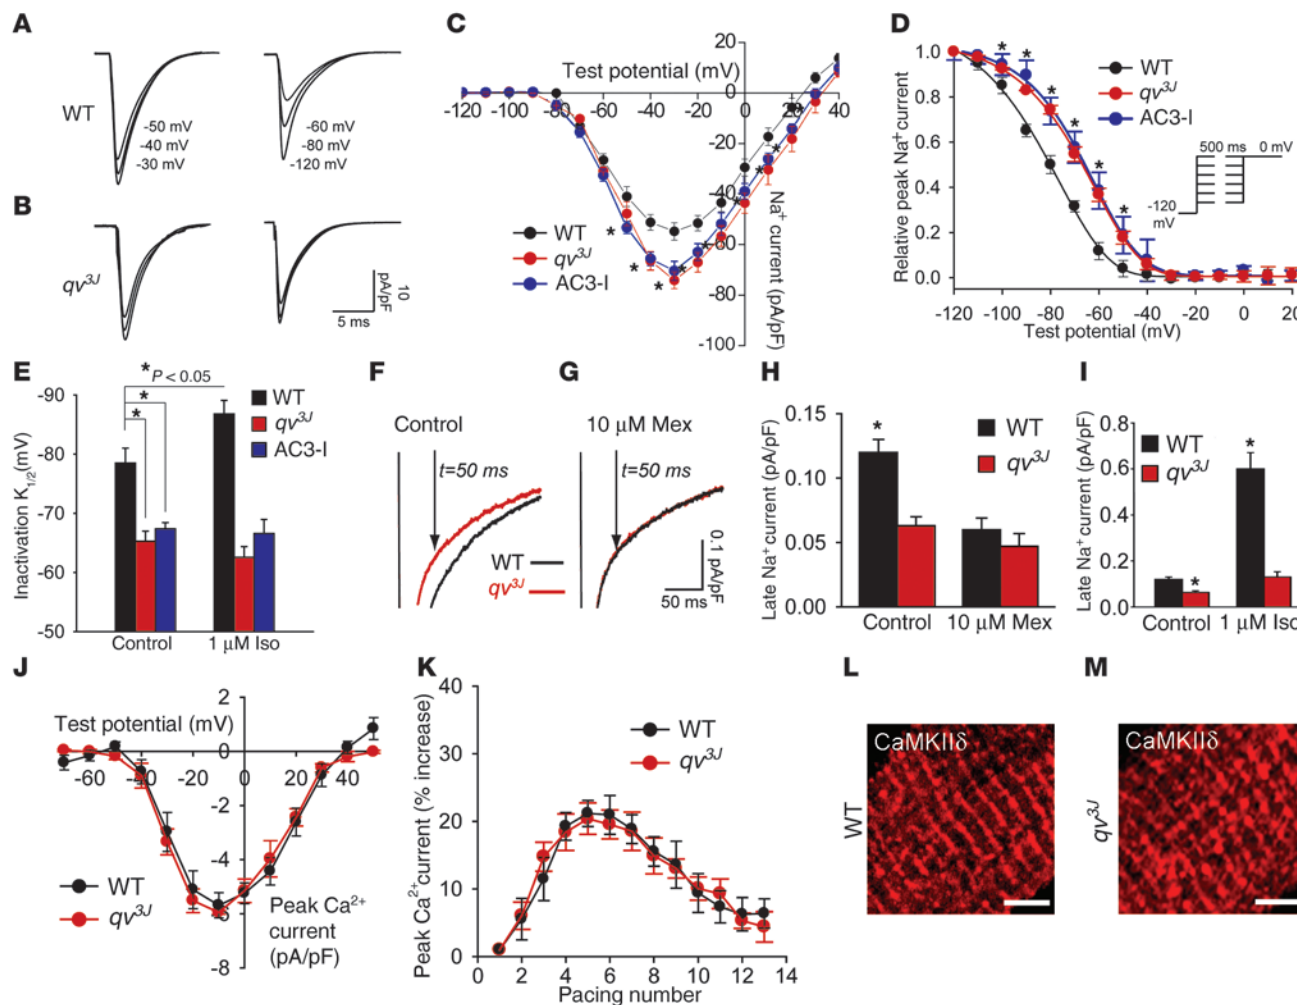 A
WT
-50 mV
-40 mV
-30 mV
-60 mV
-80 mV
-120 mV
B
qv3J
10
pA/pF
5 ms
C
Test potential (mV)
20
0
-20
-40
-60
-80
-100
-120 -100 -80 -60 -40 -20 0 20 40
Na+ current (pA/pF)
WT
qv3J
AC3-I
* * * * * * * *
D
Relative peak Na+ current
1.0
0.8
0.6
0.4
0.2
0.0
* * * * * *
WT
qv3J
AC3-I
500 ms 0 mV
-120
mV
-120 -100 -80 -60 -40 -20 0 20
Test potential (mV)
E
Inactivation K1/2(mV)
-90
-80
-70
-60
-50
* P < 0.05
*
*
WT
qv3J
AC3-I
Control 1 µM Iso
F
Control
t=50 ms
WT
qv3J
G
10 µM Mex
t=50 ms
0.1 pA/pF
50 ms
H
Late Na+ current (pA/pF)
0.15
0.10
0.05
0.00
*
WT
qv3J
Control 10 µM Mex
I
Late Na+ current (pA/pF)
0.8
0.6
0.4
0.2
0.0
WT
qv3J
*
*
Control 1 µM Iso
J
Test potential (mV)
2
0
-2
-4
-6
-8
-60 -40 -20 0 20 40 60
WT
qv3J
Peak Ca2+
current
(pA/pF)
K
Peak Ca2+current (% increase)
40
30
20
10
0
WT
qv3J
0 2 4 6 8 10 12 14
Pacing number
L
WT
CaMKIIδ
M
qv3J
CaMKIIδ